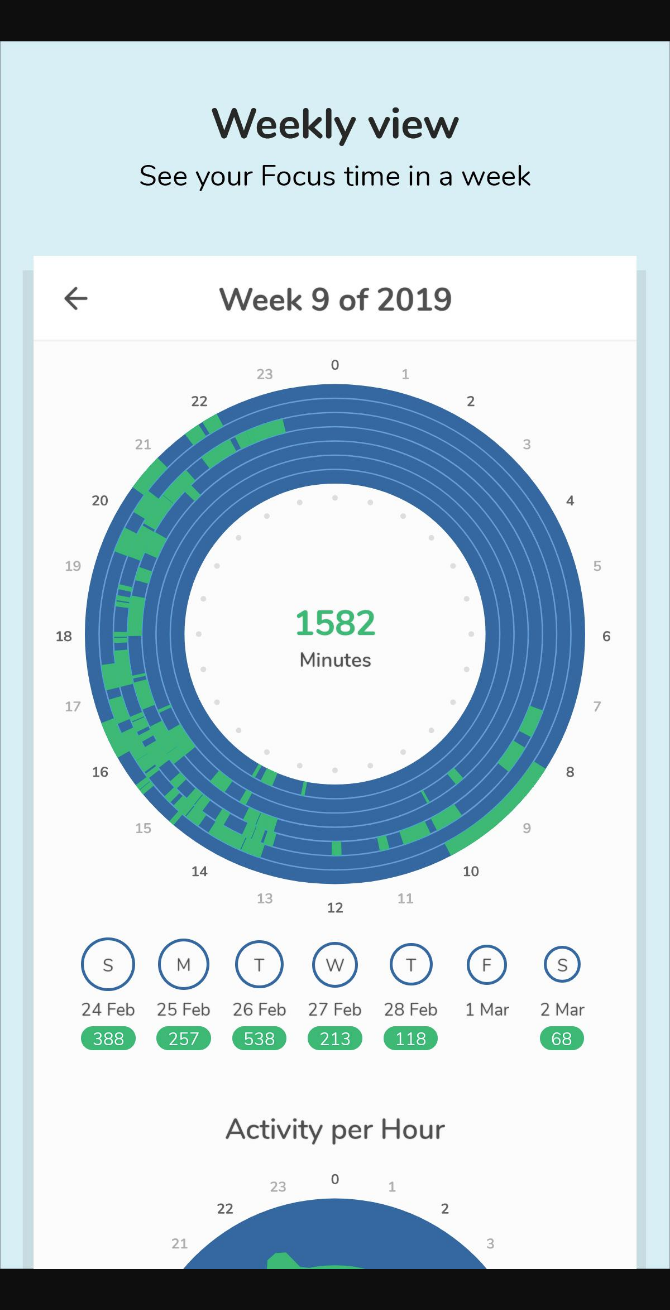 Weekly view
See your Focus time in a week
Week 9 of 2019
0
23 1
22 2
21 3
20 4
19 5
18 6
17 7
16 8
15 9
14 10
13 11
12
1582
Minutes
S M T W T F S
24 Feb 25 Feb 26 Feb 27 Feb 28 Feb 1 Mar 2 Mar
388 257 538 213 118 68
Activity per Hour
0
23 1
22 2
21 3